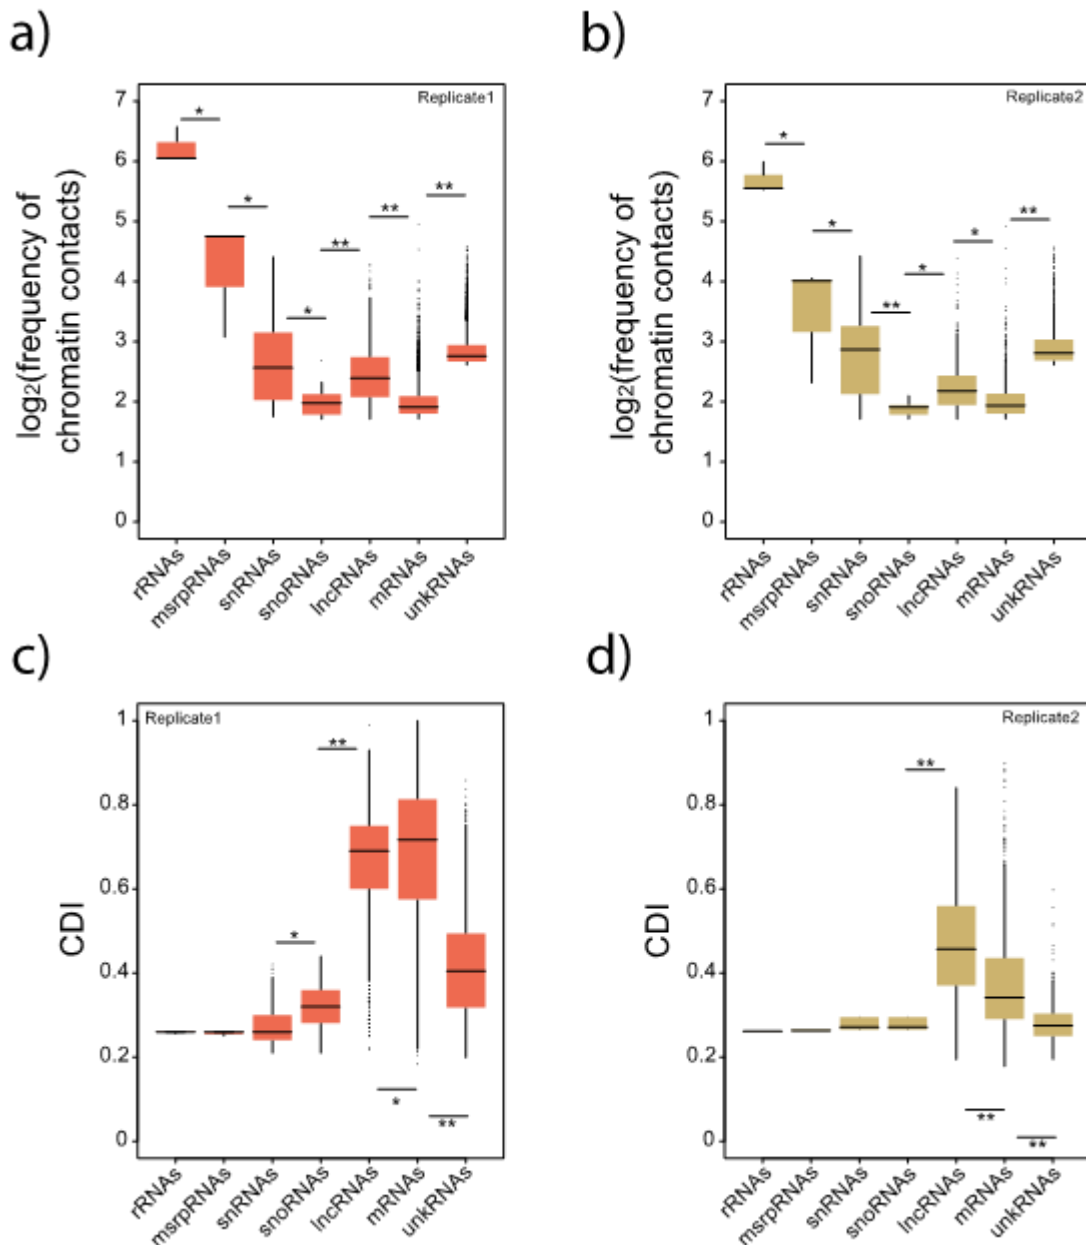 a)
Replicate1
7
6
5
4
3
2
1
0
log2(frequency of
chromatin contacts)
*
*
*
**
**
**
rRNAs
msrpRNAs
snRNAs
snoRNAs
lncRNAs
mRNAs
unkRNAs
b)
Replicate2
7
6
5
4
3
2
1
0
log2(frequency of
chromatin contacts)
*
*
**
*
*
**
rRNAs
msrpRNAs
snRNAs
snoRNAs
lncRNAs
mRNAs
unkRNAs
c)
Replicate1
1
0.8
0.6
0.4
0.2
0
CDI
*
**
*
**
rRNAs
msrpRNAs
snRNAs
snoRNAs
lncRNAs
mRNAs
unkRNAs
d)
Replicate2
1
0.8
0.6
0.4
0.2
0
CDI
**
**
**
rRNAs
msrpRNAs
snRNAs
snoRNAs
lncRNAs
mRNAs
unkRNAs